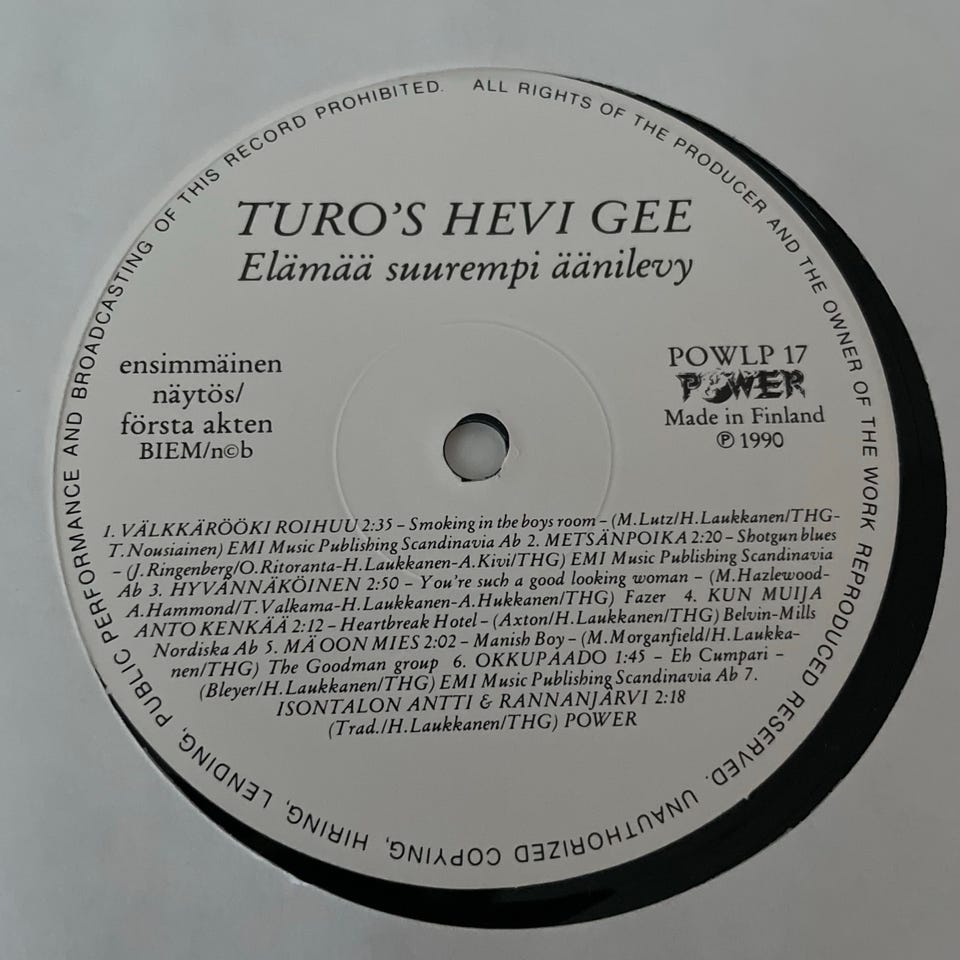 ALL RIGHTS OF THE PRODUCER AND THE OWNER OF THE WORK REPRODUCED RESERVED. UNAUTHORIZED COPYING, HIRING, LENDING, PUBLIC PERFORMANCE AND BROADCASTING OF THIS RECORD PROHIBITED.
TURO'S HEVI GEE
Elämää suurempi äänilevy
ensimmäinen
näytös/
första akten
BIEM/n©b
POWLP 17
POWER
Made in Finland
℗ 1990
1. VÄLKKÄRÖÖKI ROIHUU 2:35 – Smoking in the boys room – (M.Lutz/H.Laukkanen/THG-
T.Nousiainen) EMI Music Publishing Scandinavia Ab 2. METSÄNPOIKA 2:20 – Shotgun blues
– (J.Ringenberg/O.Ritoranta-H.Laukkanen-A.Kivi/THG) EMI Music Publishing Scandinavia
Ab 3. HYVÄNNÄKÖINEN 2:50 – You're such a good looking woman – (M.Hazlewood-
A.Hammond/T.Valkama-H.Laukkanen-A.Hukkanen/THG) Fazer 4. KUN MUIJA
ANTO KENKÄÄ 2:12 – Heartbreak Hotel – (Axton/H.Laukkanen/THG) Belvin-Mills
Nordiska Ab 5. MÄ OON MIES 2:02 – Manish Boy – (M.Morganfield/H.Laukka-
nen/THG) The Goodman group 6. OKKUPAADO 1:45 – Eh Cumpari –
(Bleyer/H.Laukkanen/THG) EMI Music Publishing Scandinavia Ab 7.
ISONTALON ANTTI & RANNANJÄRVI 2:18
(Trad./H.Laukkanen/THG) POWER